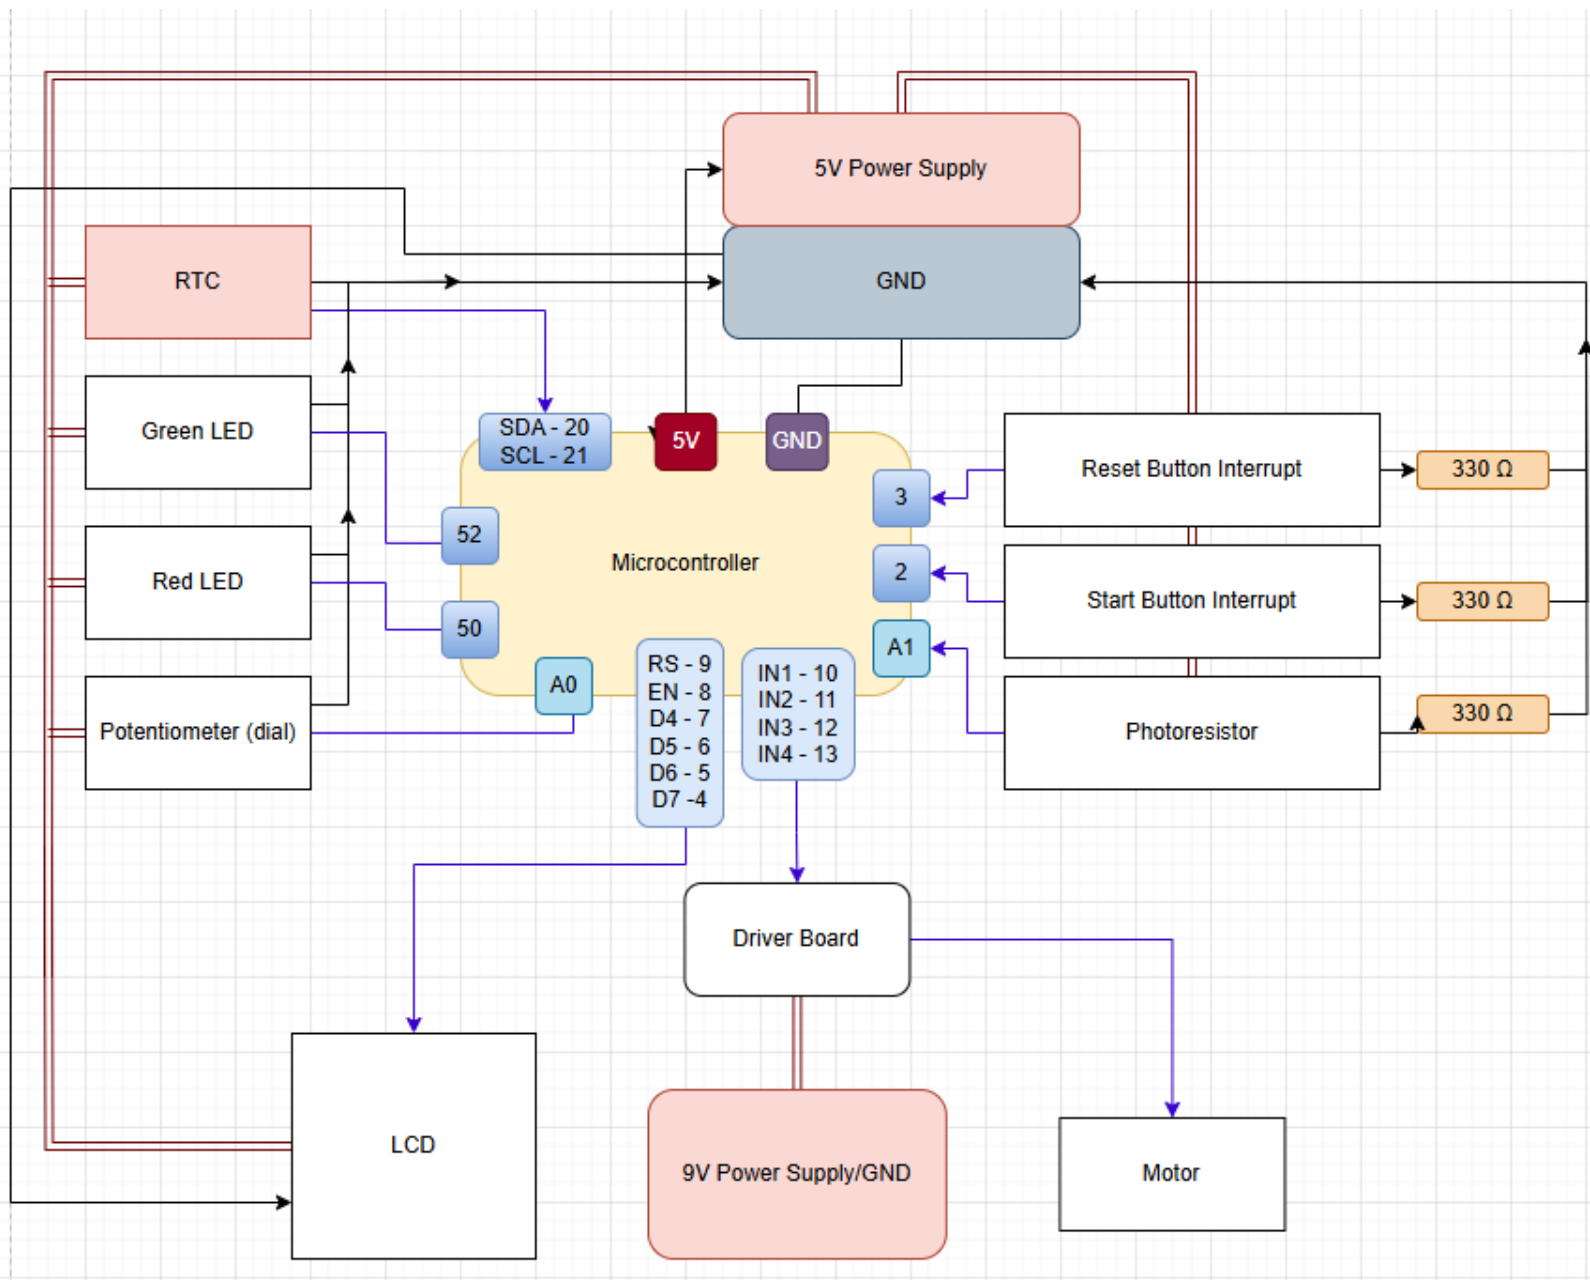 5V Power Supply
GND
RTC
Green LED
Red LED
Potentiometer (dial)
SDA - 20
SCL - 21
5V
GND
52
50
A0
Microcontroller
3
2
A1
RS - 9
EN - 8
D4 - 7
D5 - 6
D6 - 5
D7 -4
IN1 - 10
IN2 - 11
IN3 - 12
IN4 - 13
Reset Button Interrupt
330 Ω
Start Button Interrupt
330 Ω
Photoresistor
330 Ω
Driver Board
LCD
9V Power Supply/GND
Motor